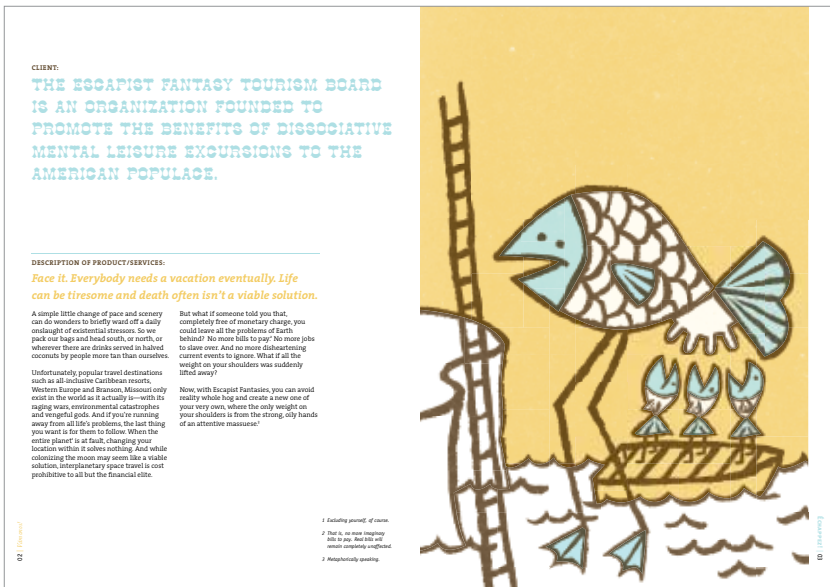 CLIENT:
THE ESCAPIST FANTASY TOURISM BOARD
IS AN ORGANIZATION FOUNDED TO
PROMOTE THE BENEFITS OF DISSOCIATIVE
MENTAL LEISURE EXCURSIONS TO THE
AMERICAN POPULACE.
DESCRIPTION OF PRODUCT/SERVICES:
Face it. Everybody needs a vacation eventually. Life
can be tiresome and death often isn't a viable solution.
A simple little change of pace and scenery
can do wonders to briefly ward off a daily
onslaught of existential stressors. So we
pack our bags and head south, or north, or
wherever there are drinks served in halved
coconuts by people more tan than ourselves.
Unfortunately, popular travel destinations
such as all-inclusive Caribbean resorts,
Western Europe and Branson, Missouri only
exist in the world as it actually is—with its
raging wars, environmental catastrophes
and vengeful gods. And if you're running
away from all life's problems, the last thing
you want is for them to follow. When the
entire planet¹ is at fault, changing your
location within it solves nothing. And while
colonizing the moon may seem like a viable
solution, interplanetary space travel is cost
prohibitive to all but the financial elite.
But what if someone told you that,
completely free of monetary charge, you
could leave all the problems of Earth
behind? No more bills to pay.² No more jobs
to slave over. And no more disheartening
current events to ignore. What if all the
weight on your shoulders was suddenly
lifted away?
Now, with Escapist Fantasies, you can avoid
reality whole hog and create a new one of
your very own, where the only weight on
your shoulders is from the strong, oily hands
of an attentive masseuse.³
1 Excluding yourself, of course.
2 That is, no more imaginary
bills to pay. Real bills will
remain completely unaffected.
3 Metaphorically speaking.
02
03